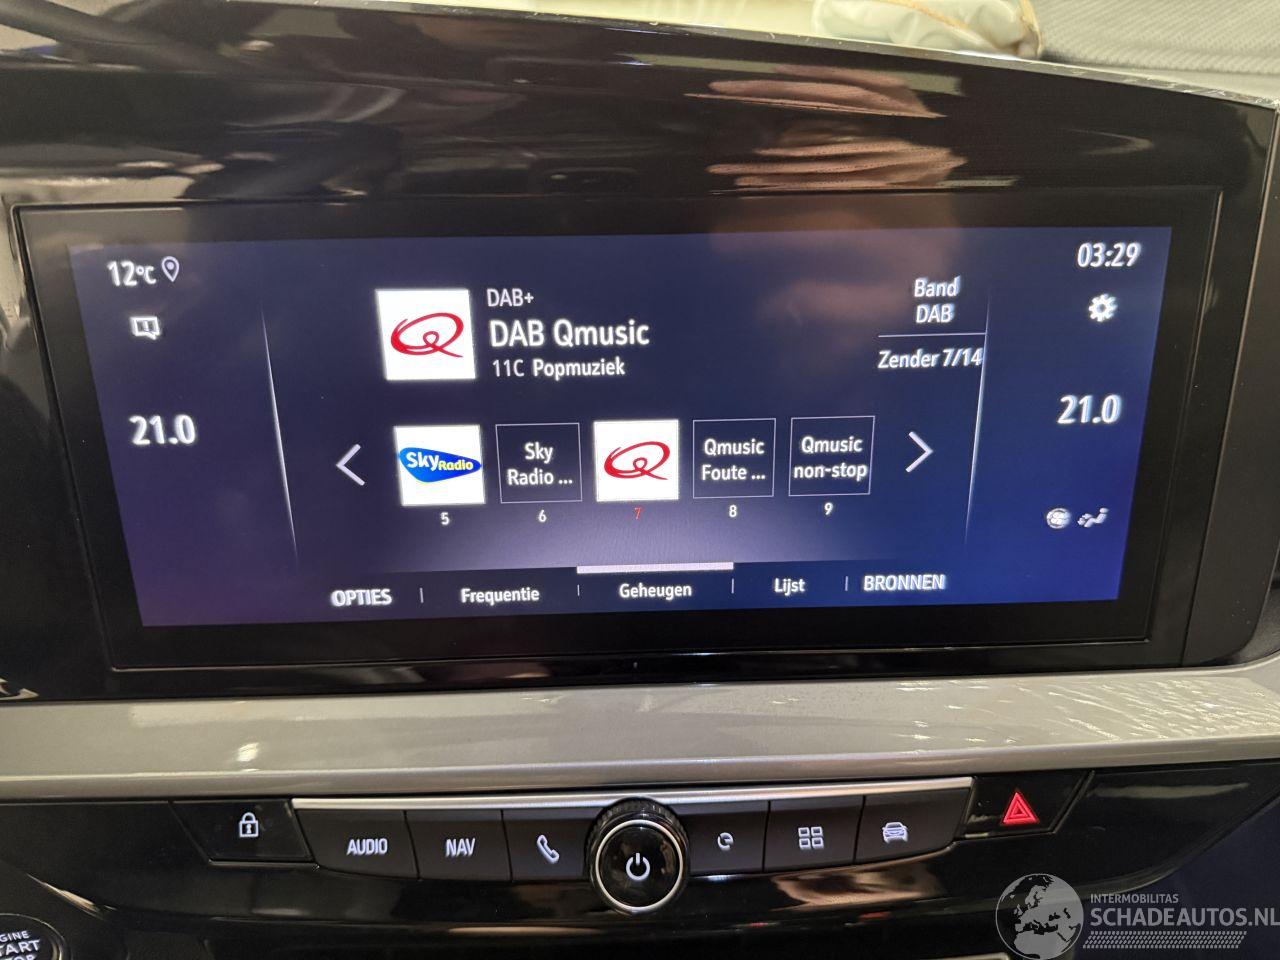 12°C
03:29
DAB+
DAB Qmusic
11C Popmuziek
Band
DAB
Zender 7/14
21.0
21.0
Sky Radio
Sky
Radio ...
Qmusic
Foute ...
Qmusic
non-stop
5
6
7
8
9
OPTIES
Frequentie
Geheugen
Lijst
BRONNEN
AUDIO
NAV
INTERMOBILITAS
SCHADEAUTOS.NL